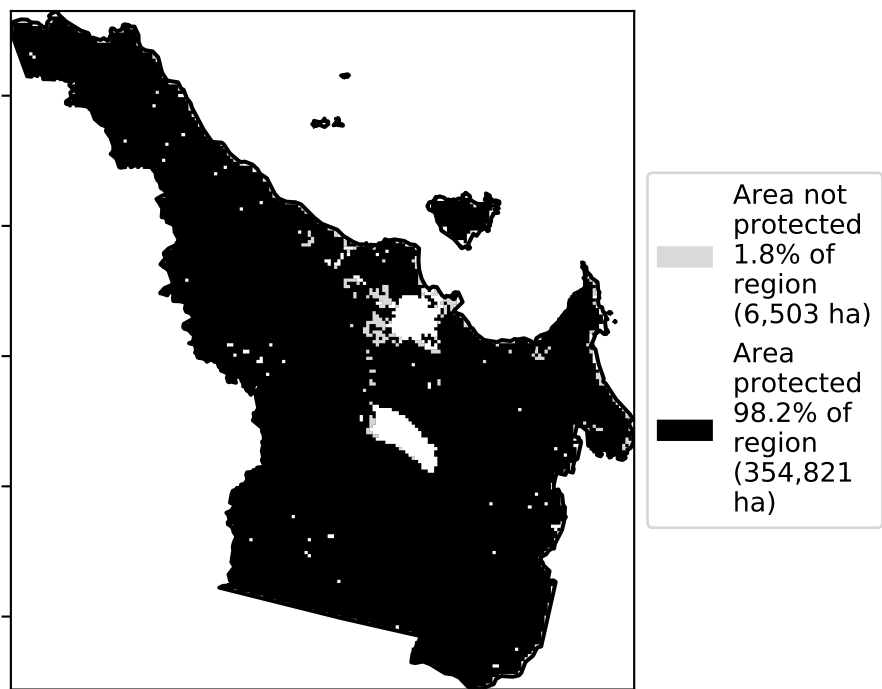 Area not
protected
1.8% of
region
(6,503 ha)
Area
protected
98.2% of
region
(354,821
ha)